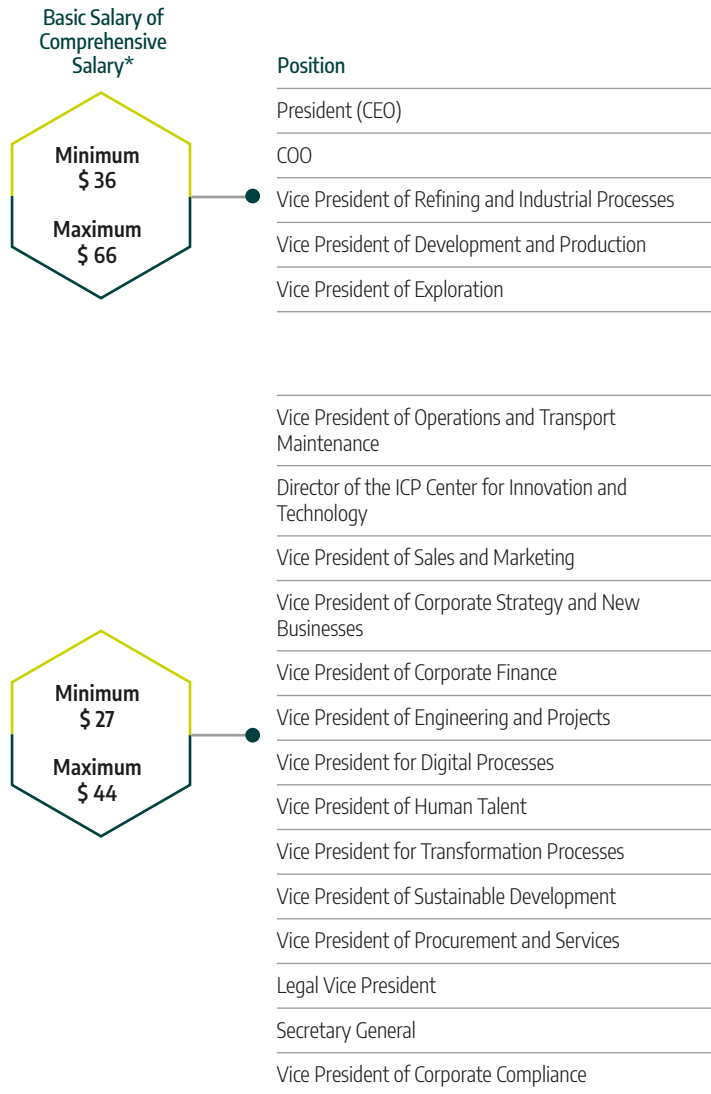 Basic Salary of
Comprehensive
Salary*
Position
Minimum
$ 36
Maximum
$ 66
President (CEO)
COO
Vice President of Refining and Industrial Processes
Vice President of Development and Production
Vice President of Exploration
Minimum
$ 27
Maximum
$ 44
Vice President of Operations and Transport
Maintenance
Director of the ICP Center for Innovation and
Technology
Vice President of Sales and Marketing
Vice President of Corporate Strategy and New
Businesses
Vice President of Corporate Finance
Vice President of Engineering and Projects
Vice President for Digital Processes
Vice President of Human Talent
Vice President for Transformation Processes
Vice President of Sustainable Development
Vice President of Procurement and Services
Legal Vice President
Secretary General
Vice President of Corporate Compliance